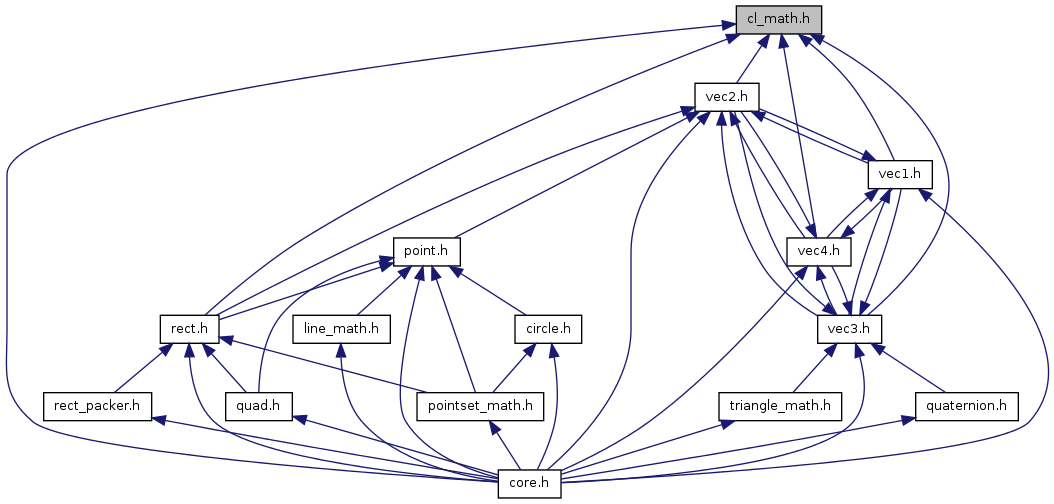 cl_math.h
vec2.h
vec1.h
point.h
vec4.h
rect.h
line_math.h
circle.h
vec3.h
rect_packer.h
quad.h
pointset_math.h
triangle_math.h
quaternion.h
core.h